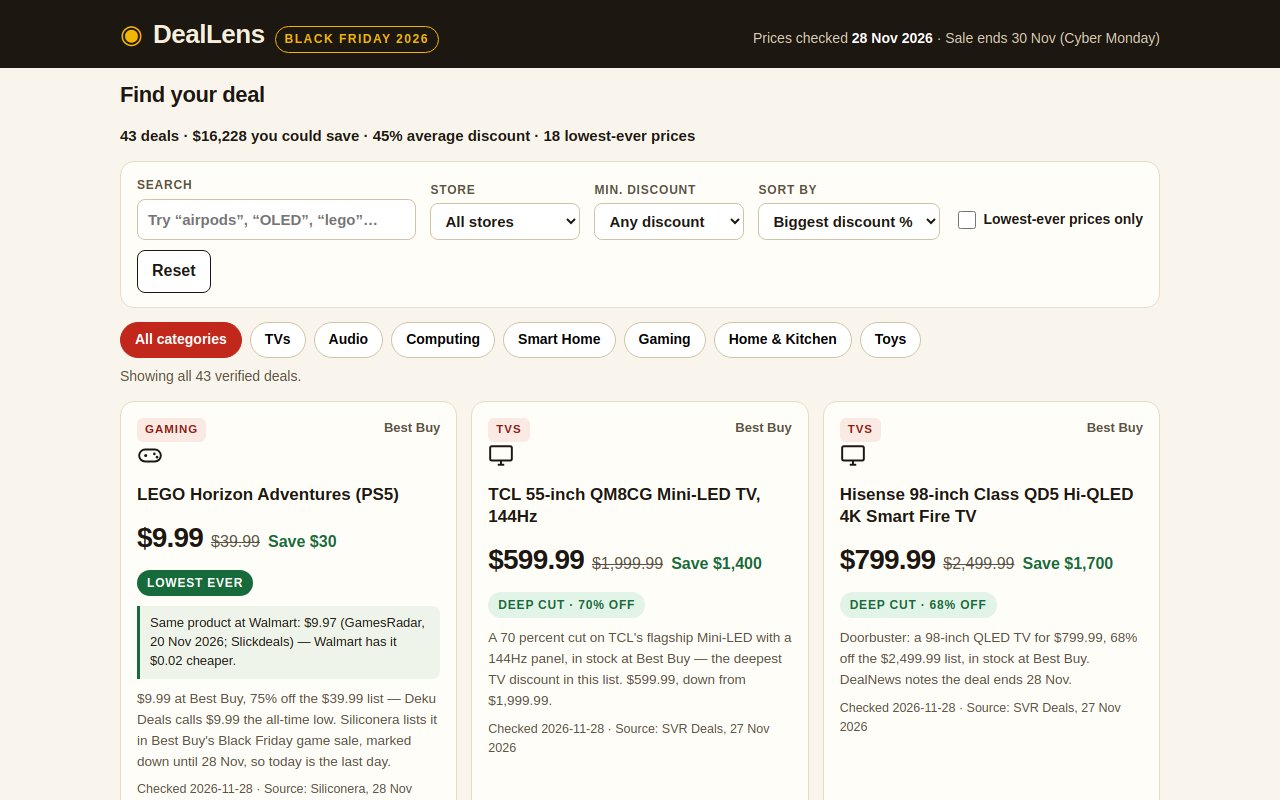 DealLens BLACK FRIDAY 2026
Prices checked 28 Nov 2026 · Sale ends 30 Nov (Cyber Monday)
Find your deal
43 deals · $16,228 you could save · 45% average discount · 18 lowest-ever prices
SEARCH
Try “airpods”, “OLED”, “lego”…
STORE
All stores
MIN. DISCOUNT
Any discount
SORT BY
Biggest discount %
Lowest-ever prices only
Reset
All categories TVs Audio Computing Smart Home Gaming Home & Kitchen Toys
Showing all 43 verified deals.
GAMING Best Buy
LEGO Horizon Adventures (PS5)
$9.99 $39.99 Save $30
LOWEST EVER
Same product at Walmart: $9.97 (GamesRadar,
20 Nov 2026; Slickdeals) — Walmart has it
$0.02 cheaper.
$9.99 at Best Buy, 75% off the $39.99 list — Deku
Deals calls $9.99 the all-time low. Siliconera lists it
in Best Buy's Black Friday game sale, marked
down until 28 Nov, so today is the last day.
Checked 2026-11-28 · Source: Siliconera, 28 Nov
TVS Best Buy
TCL 55-inch QM8CG Mini-LED TV,
144Hz
$599.99 $1,999.99 Save $1,400
DEEP CUT · 70% OFF
A 70 percent cut on TCL's flagship Mini-LED with a
144Hz panel, in stock at Best Buy — the deepest
TV discount in this list. $599.99, down from
$1,999.99.
Checked 2026-11-28 · Source: SVR Deals, 27 Nov
2026
TVS Best Buy
Hisense 98-inch Class QD5 Hi-QLED
4K Smart Fire TV
$799.99 $2,499.99 Save $1,700
DEEP CUT · 68% OFF
Doorbuster: a 98-inch QLED TV for $799.99, 68%
off the $2,499.99 list, in stock at Best Buy.
DealNews notes the deal ends 28 Nov.
Checked 2026-11-28 · Source: SVR Deals, 27 Nov
2026